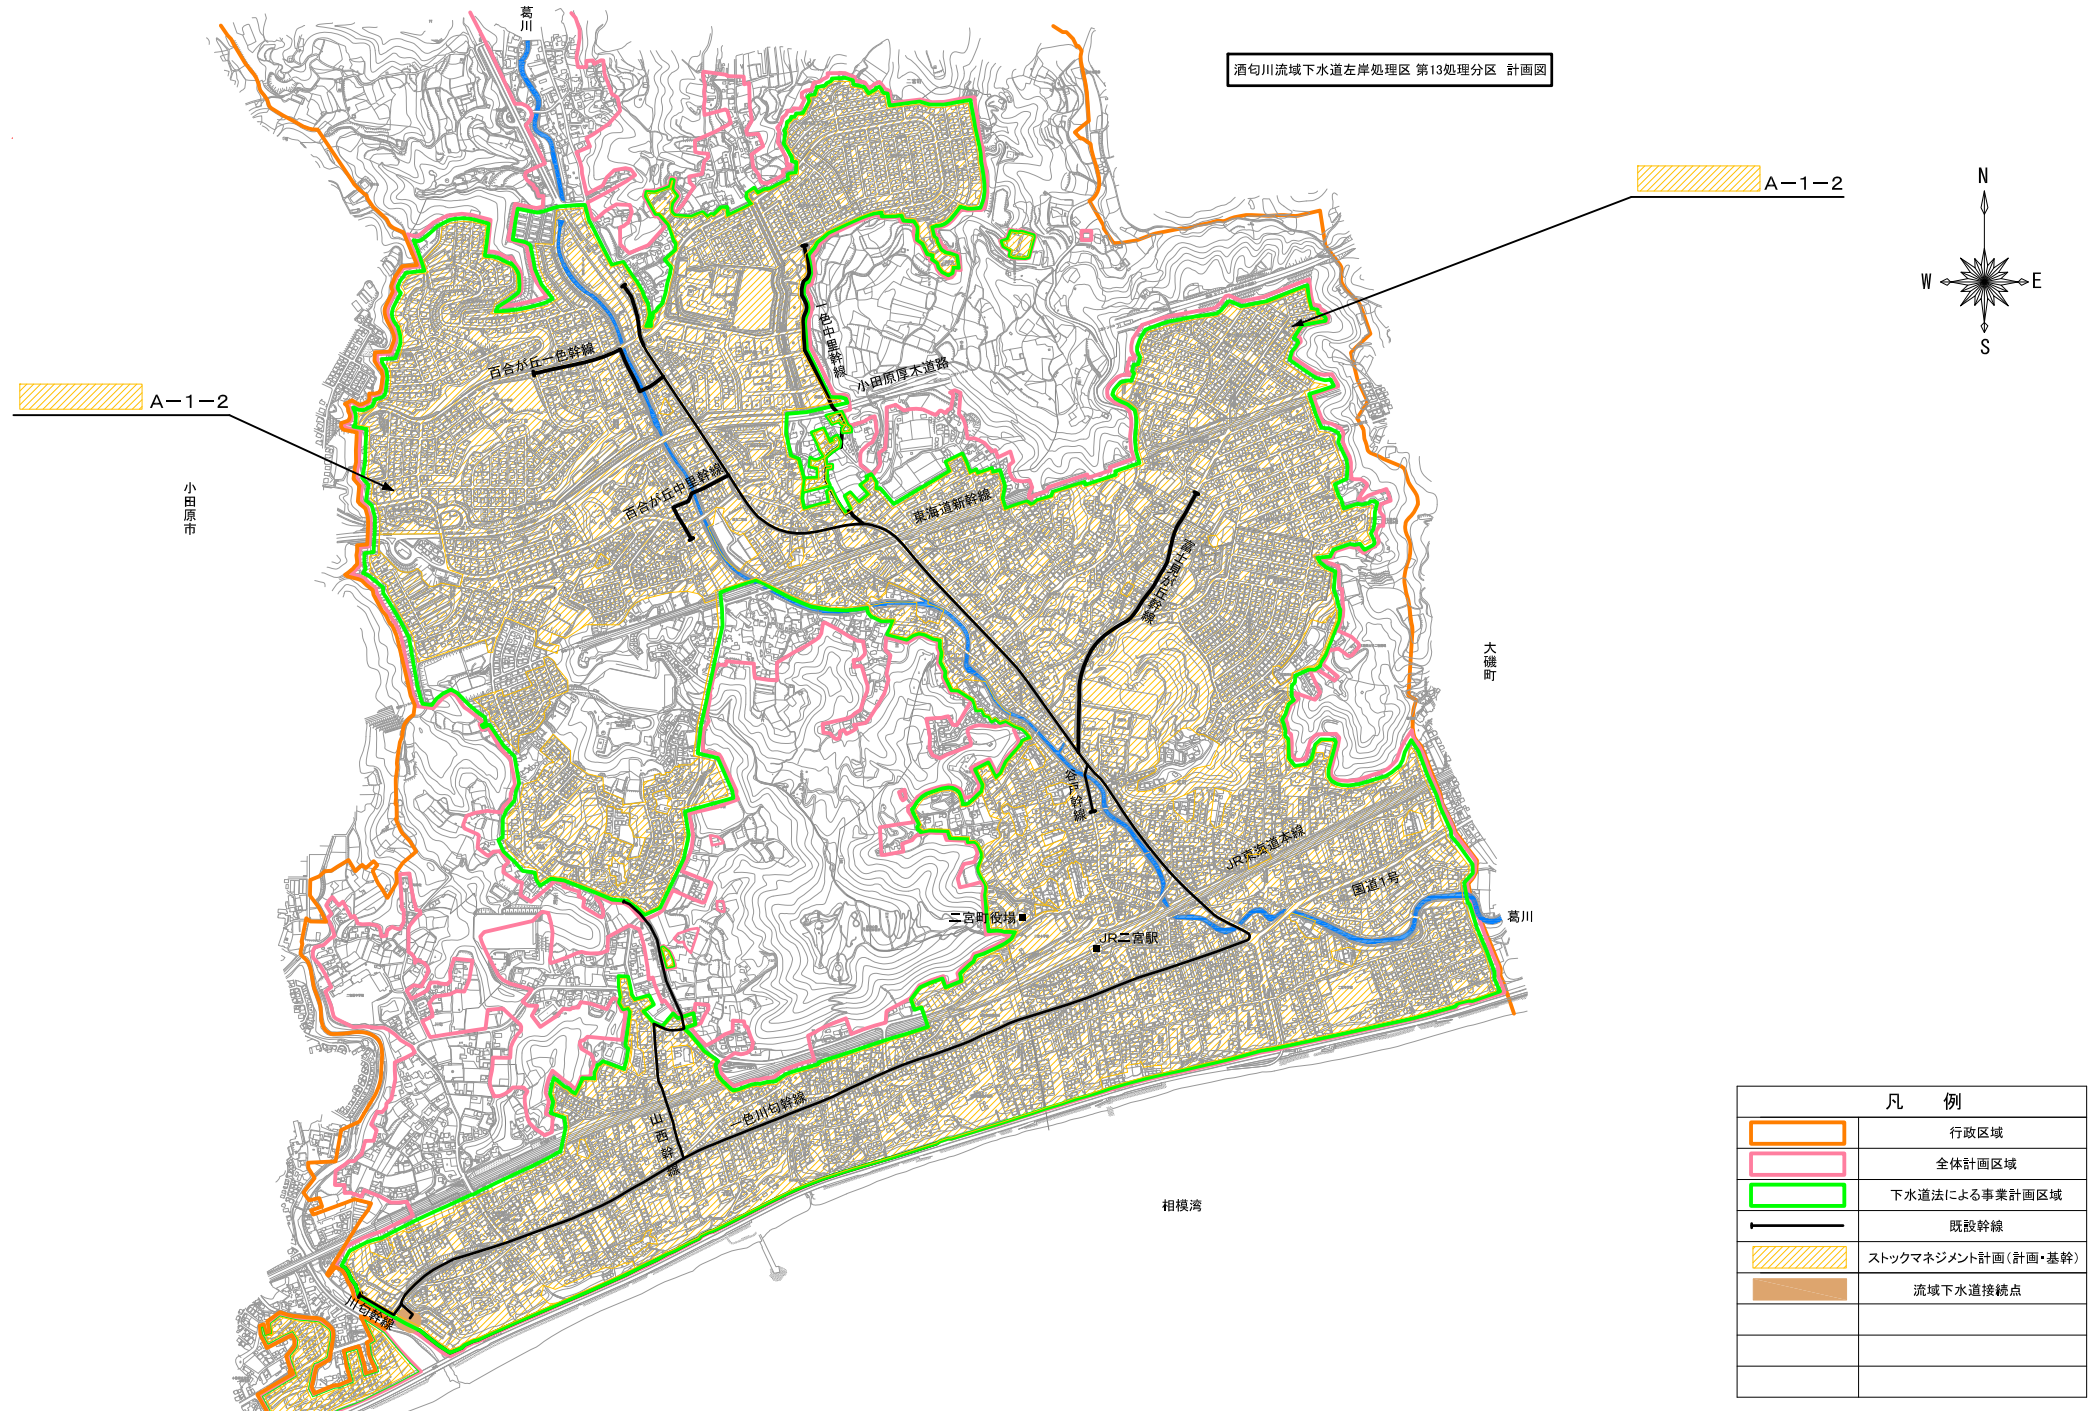 葛川
酒匂川流域下水道左岸処理区 第13処理分区 計画図
A-1-2
N
W
E
S
一色中里幹線
百合が丘一色幹線
小田原厚木道路
A-1-2
小田原市
百合が丘中里幹線
東海道新幹線
富士見が丘幹線
大磯町
谷戸幹線
JR東海道本線
国道1号
二宮町役場
葛川
JR二宮駅
一色川匂幹線
山西幹線
相模湾
川匂幹線
凡 例
行政区域
全体計画区域
下水道法による事業計画区域
既設幹線
ストックマネジメント計画(計画・基幹)
流域下水道接続点